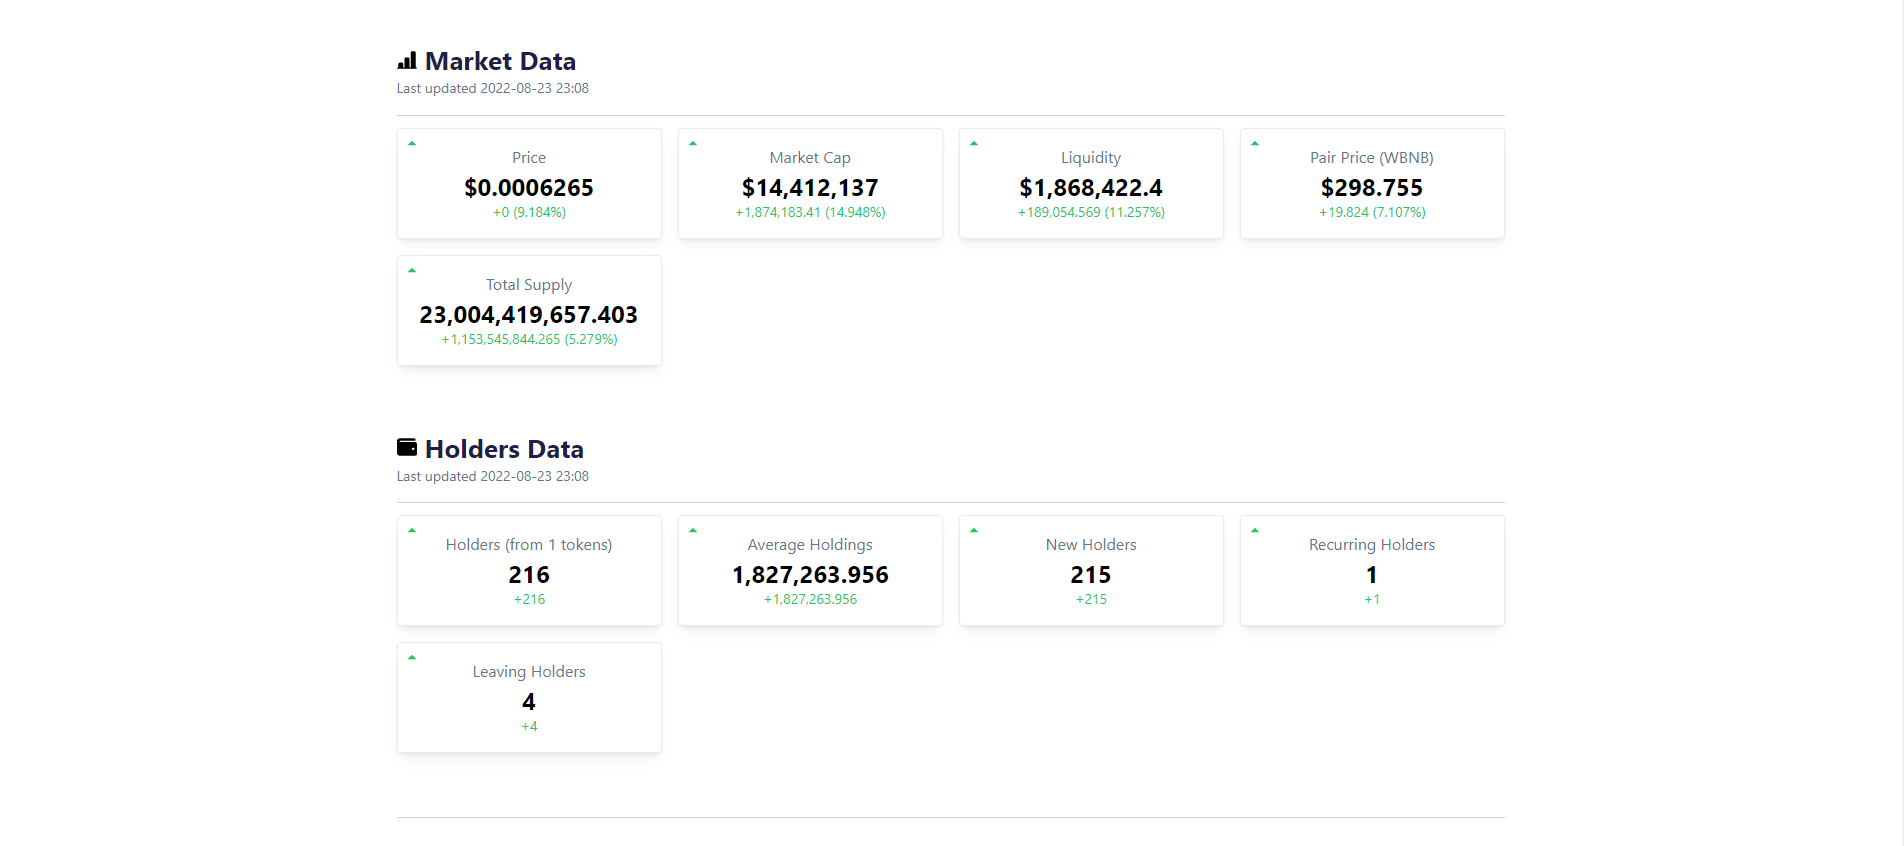 Market Data
Last updated 2022-08-23 23:08
Price
$0.0006265
+0 (9.184%)
Market Cap
$14,412,137
+1,874,183.41 (14.948%)
Liquidity
$1,868,422.4
+189,054.569 (11.257%)
Pair Price (WBNB)
$298.755
+19.824 (7.107%)
Total Supply
23,004,419,657.403
+1,153,545,844.265 (5.279%)
Holders Data
Last updated 2022-08-23 23:08
Holders (from 1 tokens)
216
+216
Average Holdings
1,827,263.956
+1,827,263.956
New Holders
215
+215
Recurring Holders
1
+1
Leaving Holders
4
+4